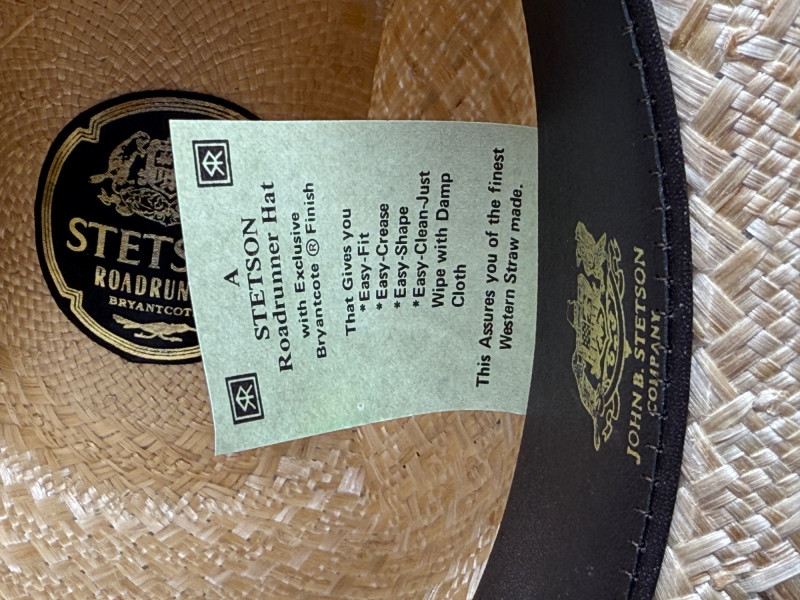 STETS
ROADRUN
BRYANTCOT
A
STETSON
Roadrunner Hat
with Exclusive
Bryantcote ® Finish
That Gives You
*Easy-Fit
*Easy-Crease
*Easy-Shape
*Easy-Clean-Just
Wipe with Damp
Cloth
This Assures you of the finest
Western Straw made.
JOHN B. STETSON
COMPANY